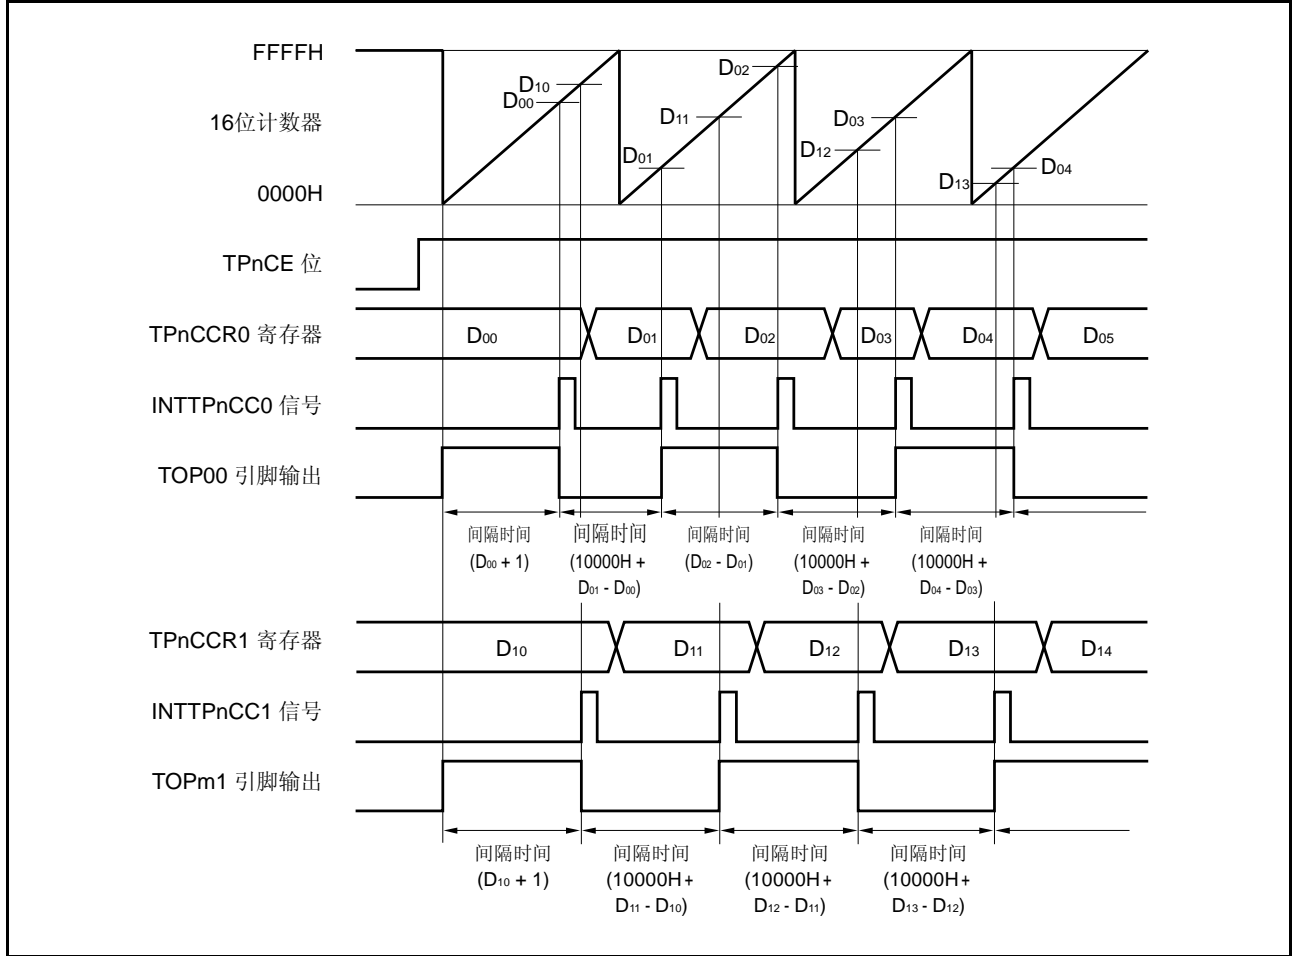 FFFFH
D10
D00
D02
16位计数器
D11
D03
D01
D12
D13
D04
0000H
TPnCE 位
TPnCCR0 寄存器
D00
D01
D02
D03
D04
D05
INTTPnCC0 信号
TOP00 引脚输出
间隔时间
(D00 + 1)
间隔时间
(10000H +
D01 - D00)
间隔时间
(D02 - D01)
间隔时间
(10000H +
D03 - D02)
间隔时间
(10000H +
D04 - D03)
TPnCCR1 寄存器
D10
D11
D12
D13
D14
INTTPnCC1 信号
TOPm1 引脚输出
间隔时间
(D10 + 1)
间隔时间
(10000H +
D11 - D10)
间隔时间
(10000H +
D12 - D11)
间隔时间
(10000H +
D13 - D12)